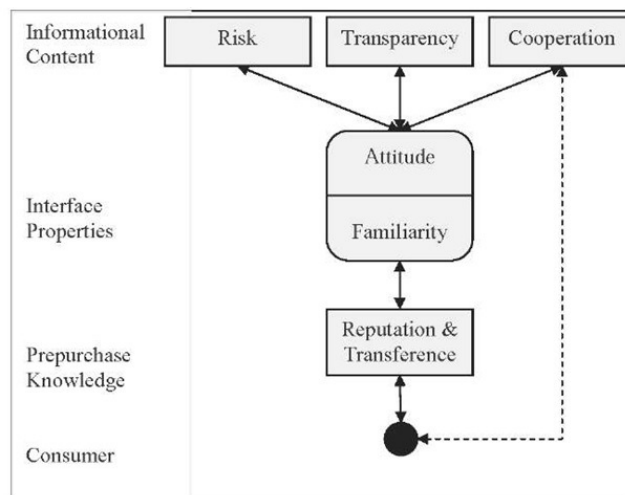 Informational
Content
Risk
Transparency
Cooperation
Attitude
Interface
Properties
Familiarity
Reputation &
Transference
Prepurchase
Knowledge
Consumer